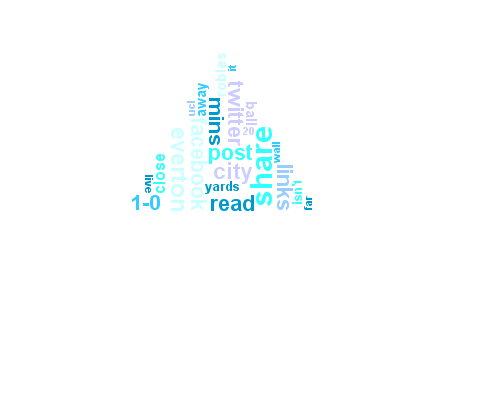 robles
it
ucl
away
mins
twitter
ball
20
facebook
everton
post
share
wall
close
live
city
yards
links
isn't
1-0
read
far